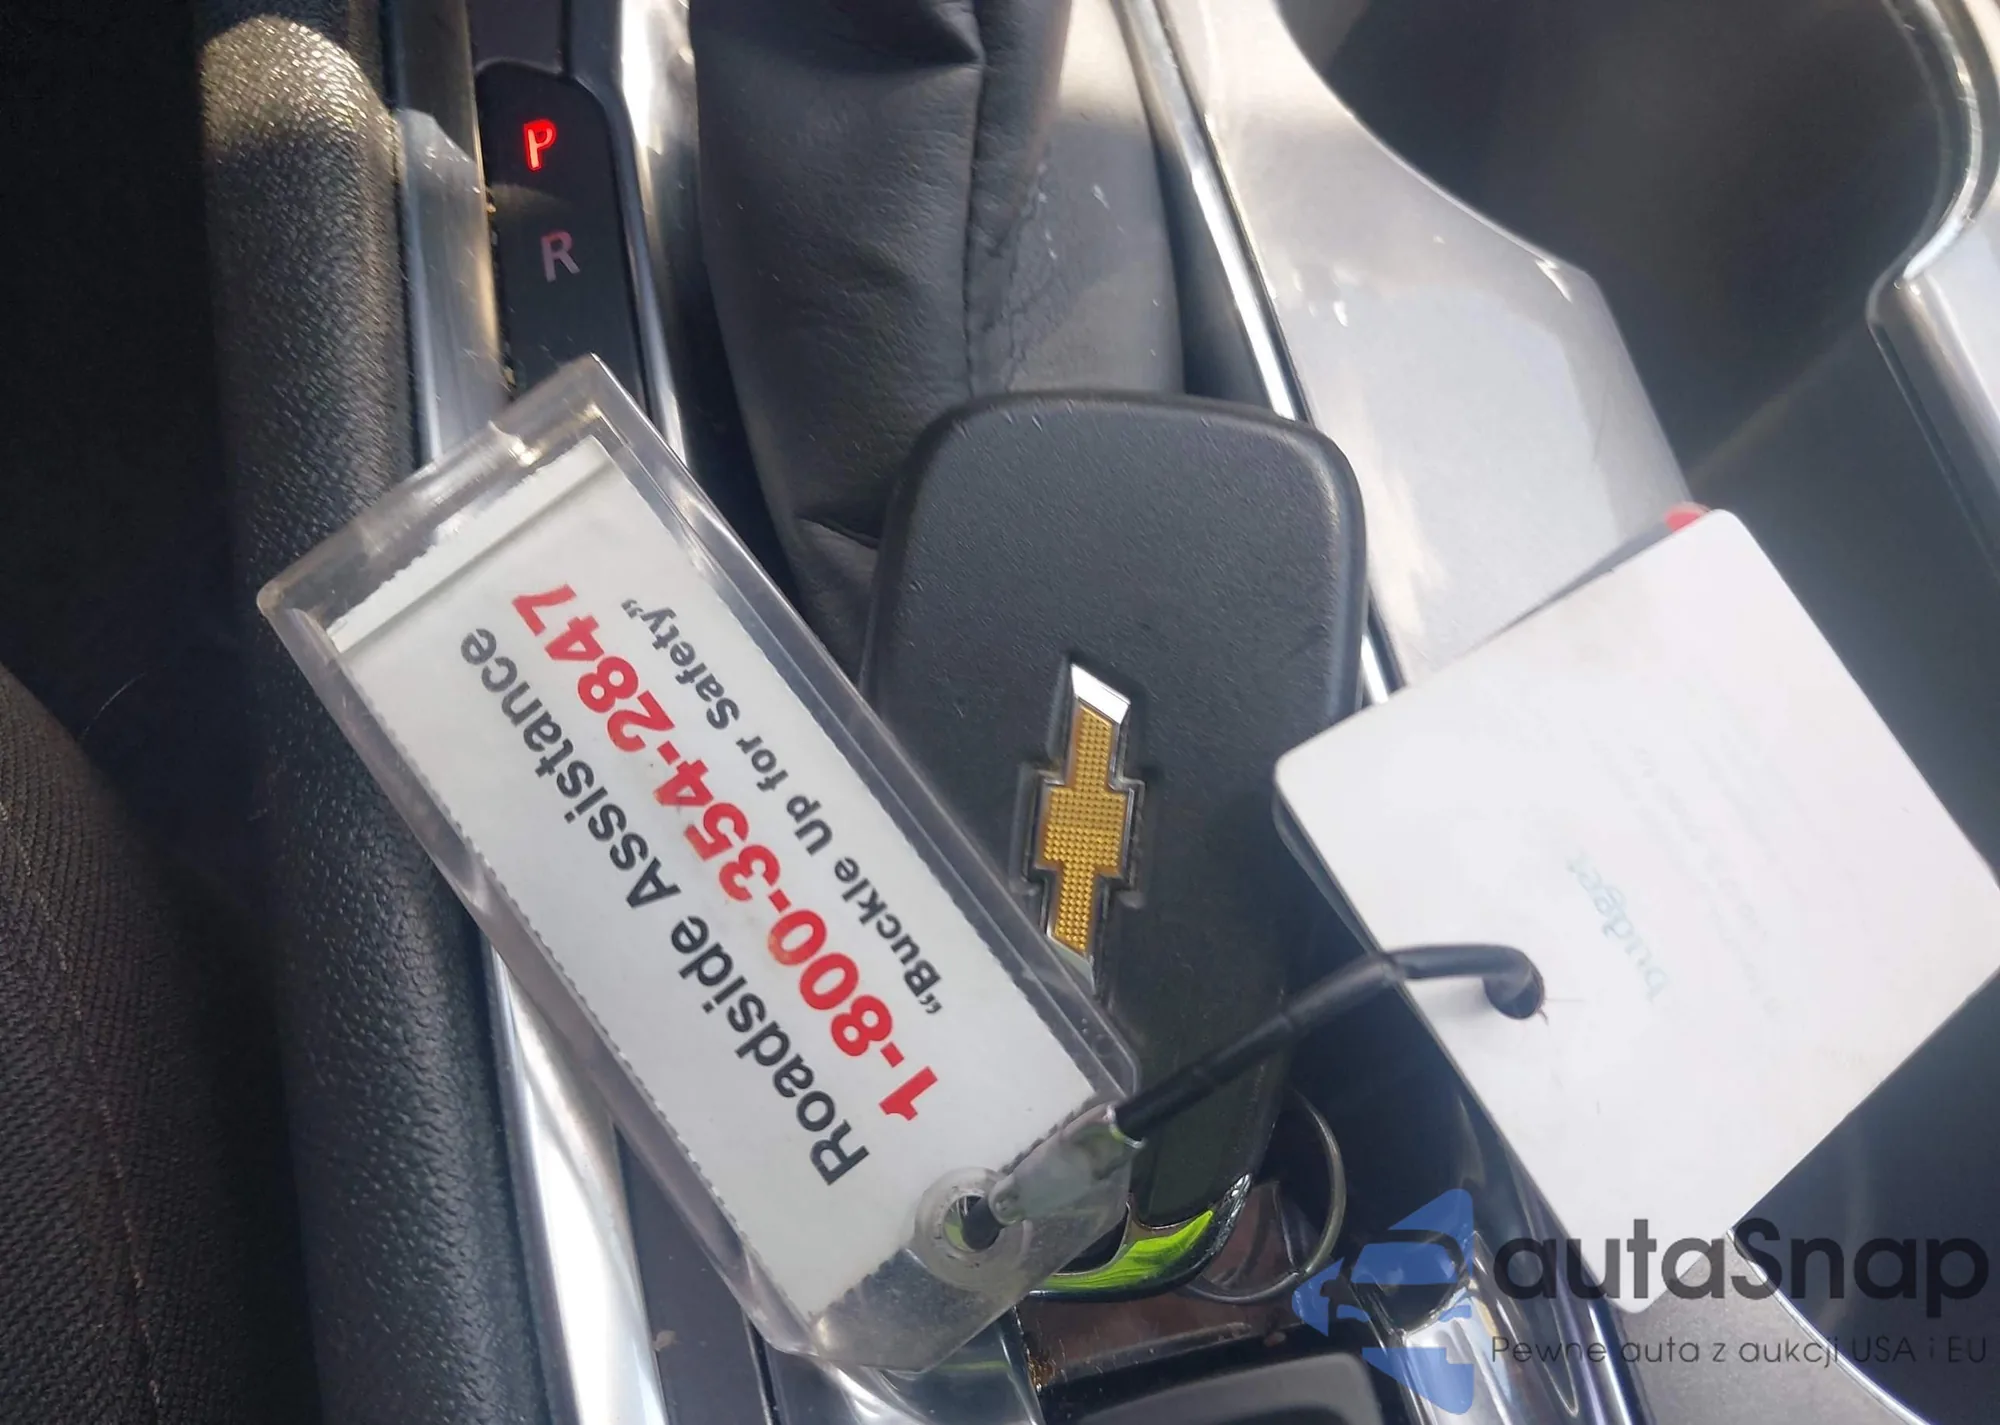 P
R
Roadside Assistance
1-800-354-2847
“Buckle Up for Safety”
budget
autaSnap
Pewne auta z aukcji USA i EU